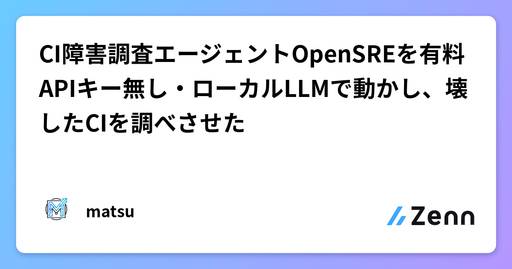 CI障害調査エージェントOpenSREを有料
APIキー無し・ローカルLLMで動かし、壊
したCIを調べさせた
matsu
Zenn